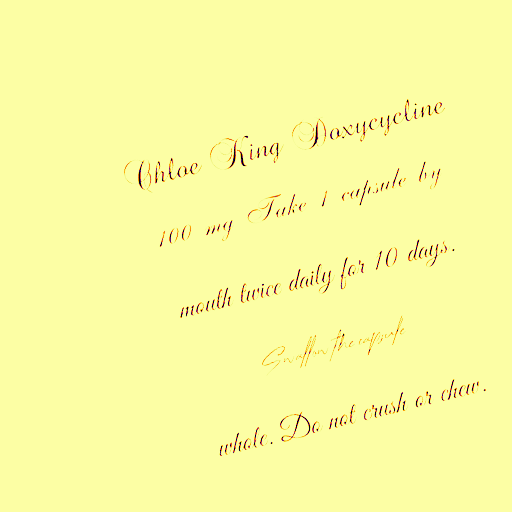 Chloe King Doxycycline
100 mg Take 1 capsule by
mouth twice daily for 10 days.
Swallow the capsule
whole. Do not crush or chew.